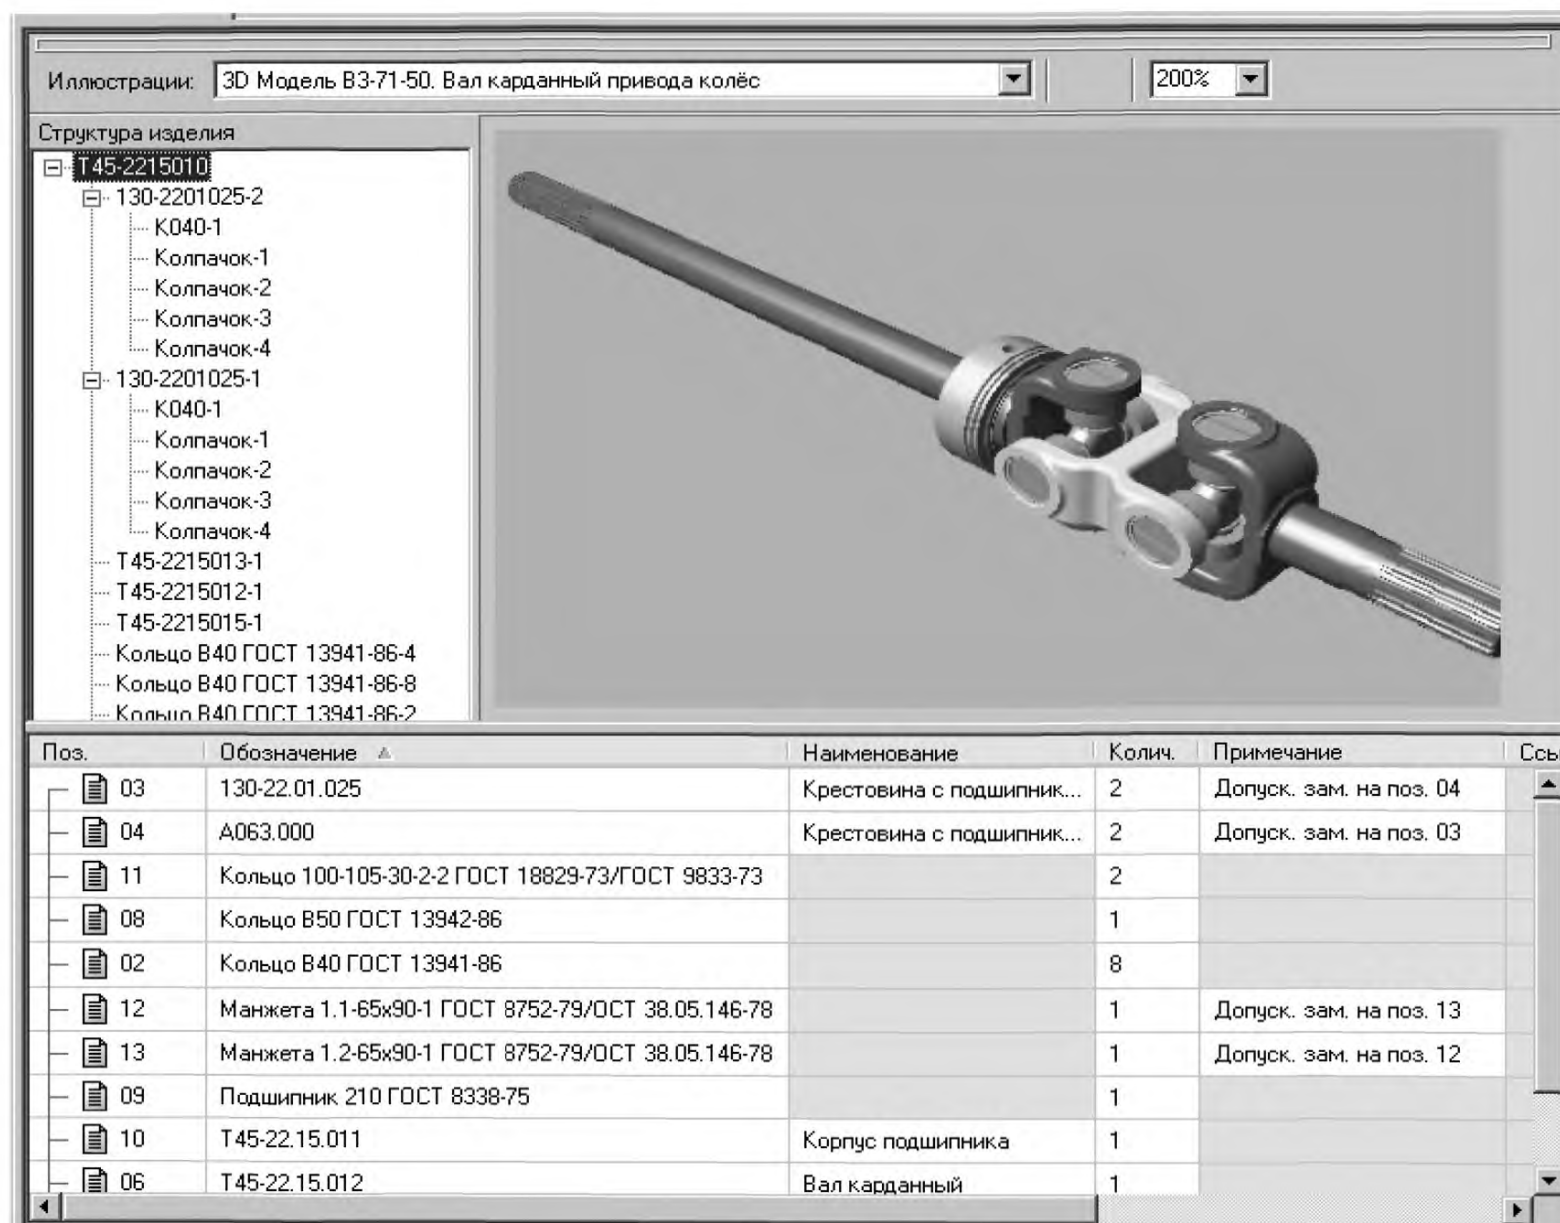 Иллюстрации: 3D Модель ВЗ-71-50. Вал карданный привода колёс 200%
Структура изделия
Т45-2215010
130-2201025-2
К040-1
Колпачок-1
Колпачок-2
Колпачок-3
Колпачок-4
130-2201025-1
К040-1
Колпачок-1
Колпачок-2
Колпачок-3
Колпачок-4
Т45-2215013-1
Т45-2215012-1
Т45-2215015-1
Кольцо В40 ГОСТ 13941-86-4
Кольцо В40 ГОСТ 13941-86-8
Кольцо В40 ГОСТ 13941-86-2
Поз. Обозначение Наименование Колич. Примечание Ссы
03 130-22.01.025 Крестовина с подшипник... 2 Допуск. зам. на поз. 04
04 А063.000 Крестовина с подшипник... 2 Допуск. зам. на поз. 03
11 Кольцо 100-105-30-2-2 ГОСТ 18829-73/ГОСТ 9833-73 2
08 Кольцо В50 ГОСТ 13942-86 1
02 Кольцо В40 ГОСТ 13941-86 8
12 Манжета 1.1-65х90-1 ГОСТ 8752-79/ОСТ 38.05.146-78 1 Допуск. зам. на поз. 13
13 Манжета 1.2-65х90-1 ГОСТ 8752-79/ОСТ 38.05.146-78 1 Допуск. зам. на поз. 12
09 Подшипник 210 ГОСТ 8338-75 1
10 Т45-22.15.011 Корпус подшипника 1
06 Т45-22.15.012 Вал карданный 1